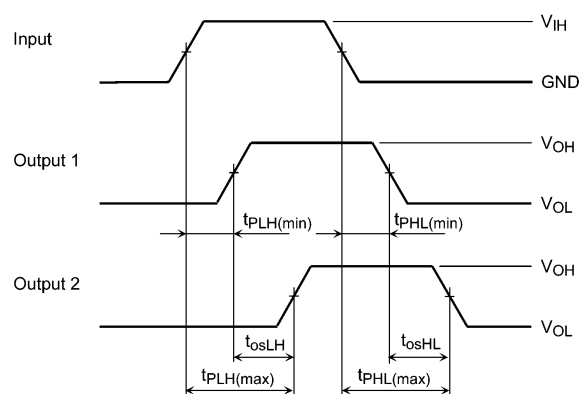 Input
VIH
GND
Output 1
VOH
VOL
tPLH(min)
tPHL(min)
Output 2
VOH
VOL
tosLH
tosHL
tPLH(max)
tPHL(max)